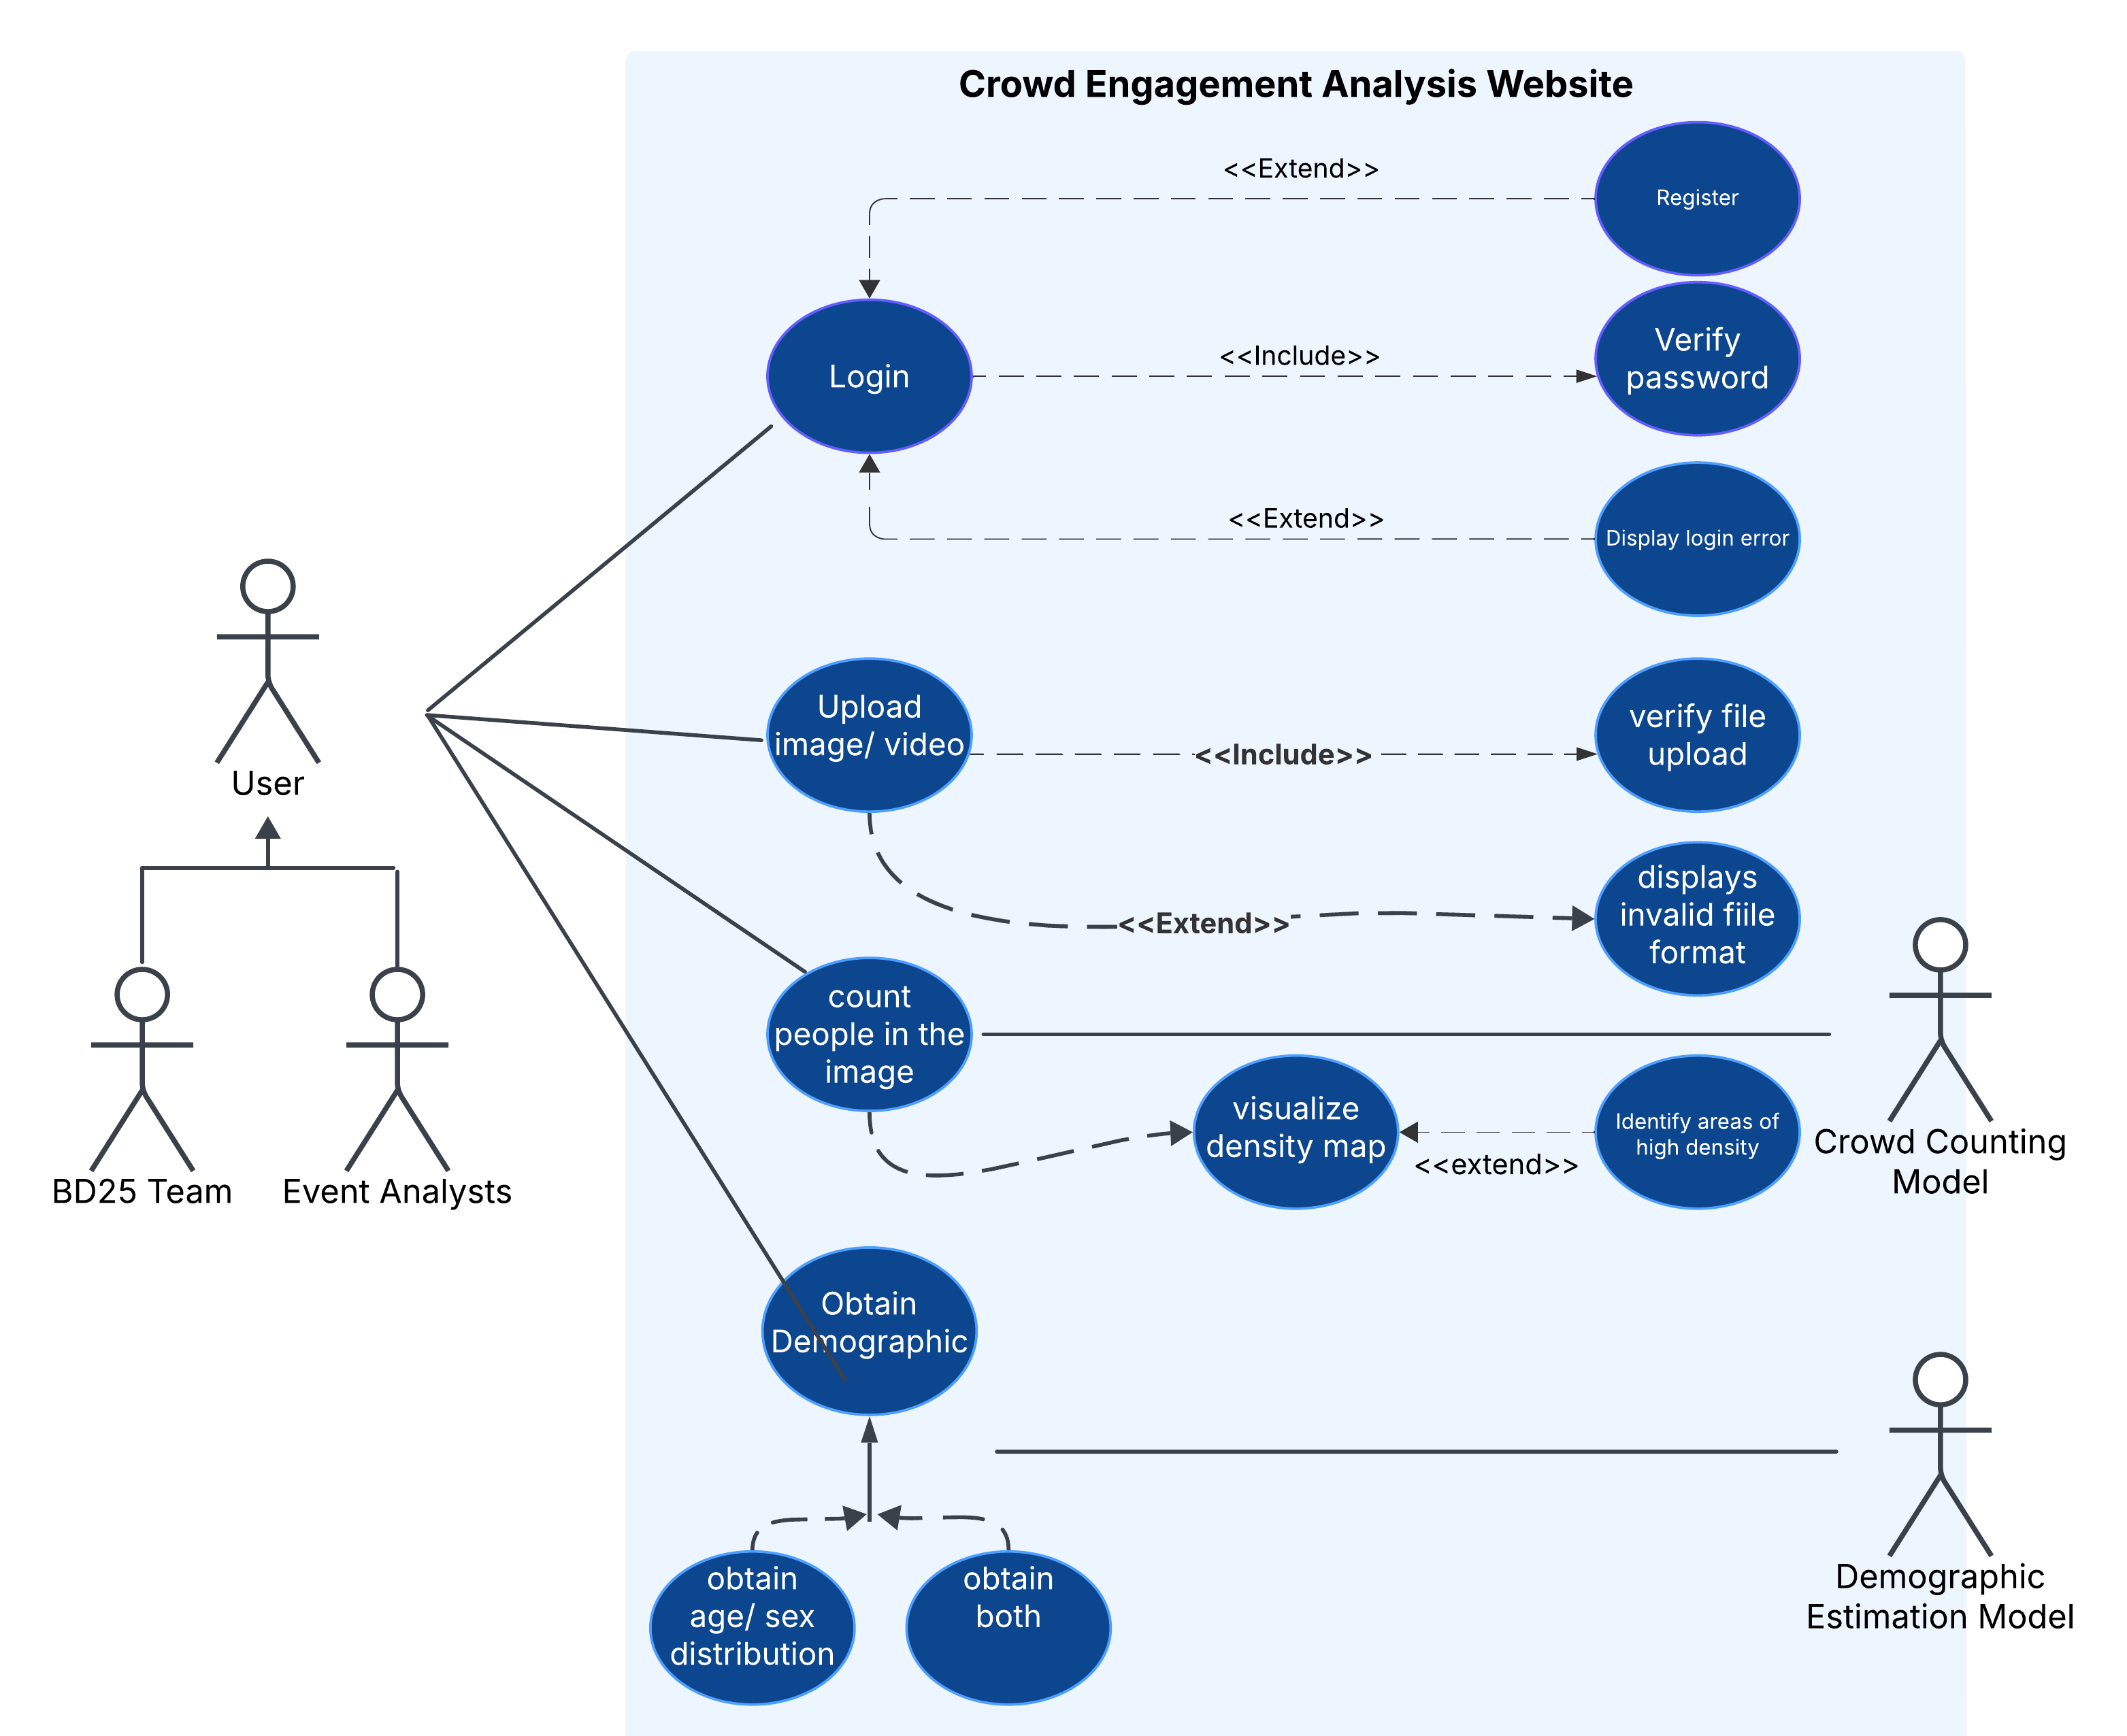 Crowd Engagement Analysis Website
<<Extend>>
Register
Login
<<Include>>
Verify
password
<<Extend>>
Display login error
User
Upload
image/ video
<<Include>>
verify file
upload
<<Extend>>
displays
invalid fiile
format
BD25 Team
Event Analysts
count
people in the
image
visualize
density map
<<extend>>
Identify areas of
high density
Crowd Counting
Model
Obtain
Demographic
obtain
age/ sex
distribution
obtain
both
Demographic
Estimation Model